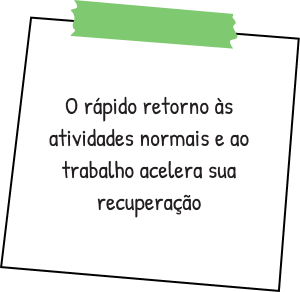 O rápido retorno às
atividades normais e ao
trabalho acelera sua
recuperação